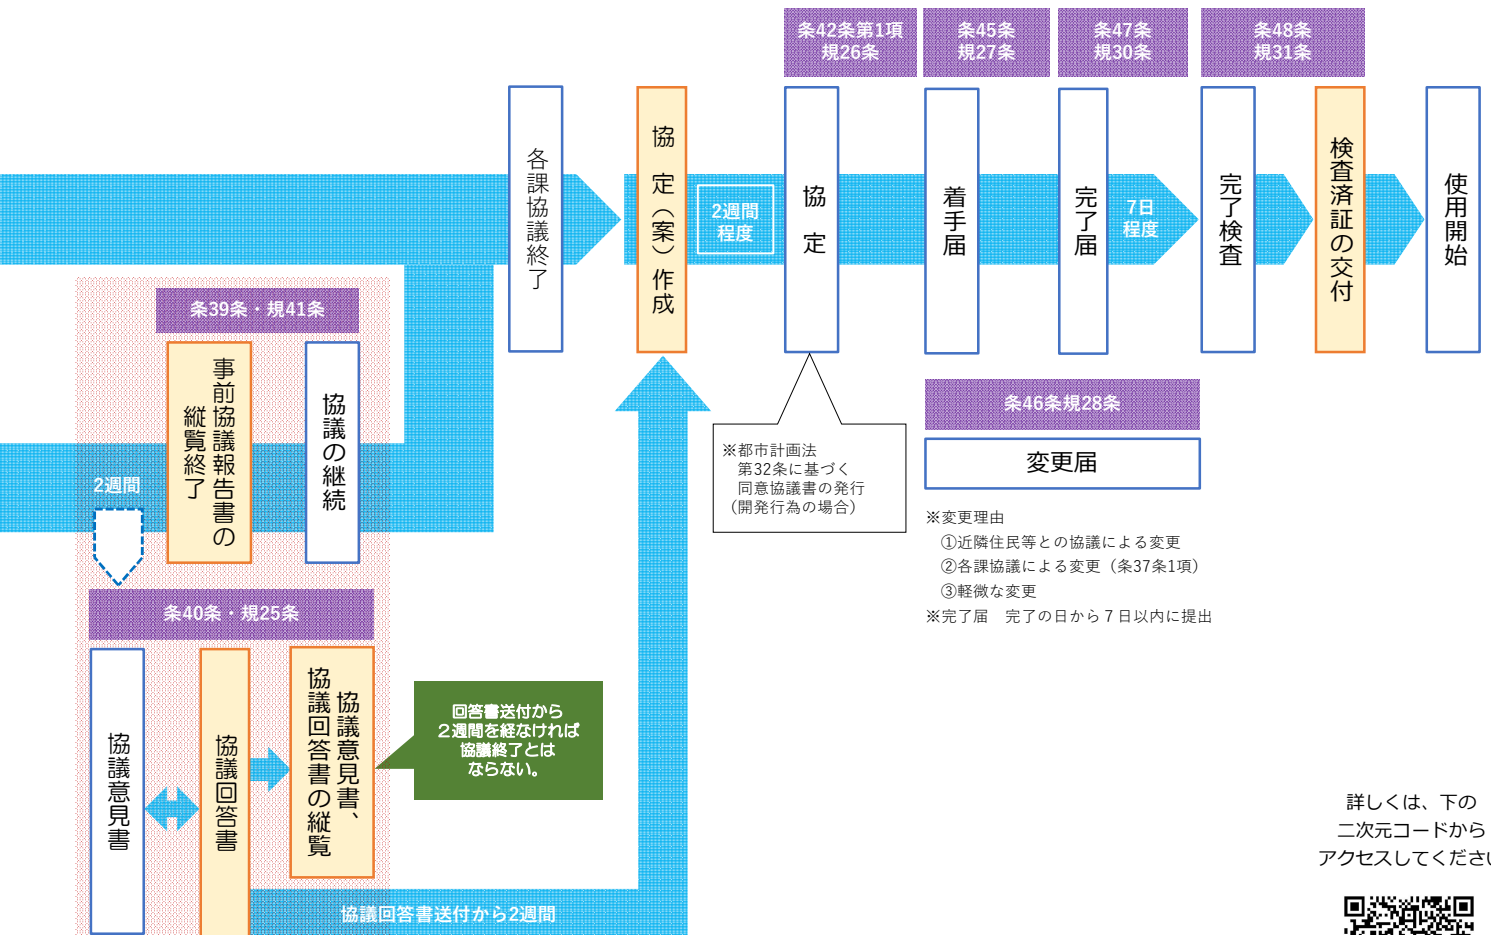 条42条第1項
規26条
条45条
規27条
条47条
規30条
条48条
規31条
各課協議終了
協定（案）作成
2週間
程度
協定
着手届
完了届
7日
程度
完了検査
検査済証の交付
使用開始
条39条・規41条
事前協議報告書の
縦覧終了
協議の継続
2週間
※都市計画法
第32条に基づく
同意協議書の発行
（開発行為の場合）
条46条規28条
変更届
※変更理由
①近隣住民等との協議による変更
②各課協議による変更（条37条1項）
③軽微な変更
※完了届　完了の日から７日以内に提出
条40条・規25条
協議意見書
協議回答書
協議意見書、
協議回答書の縦覧
回答書送付から
２週間を経なければ
協議終了とは
ならない。
協議回答書送付から2週間
詳しくは、下の
二次元コードから
アクセスしてください